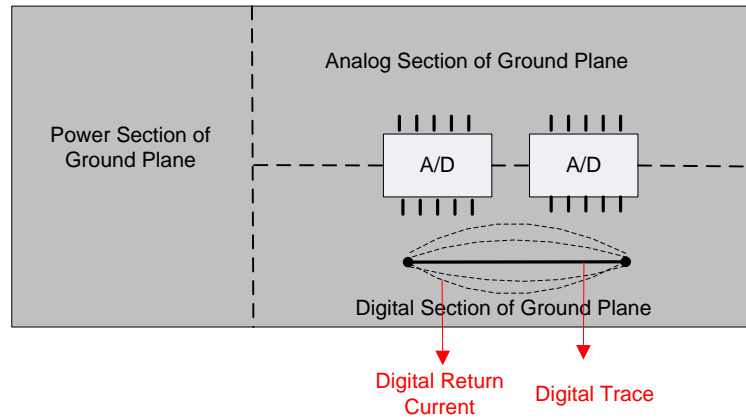 Analog Section of Ground Plane
Power Section of
Ground Plane
A/D
A/D
Digital Section of Ground Plane
Digital Return
Current
Digital Trace